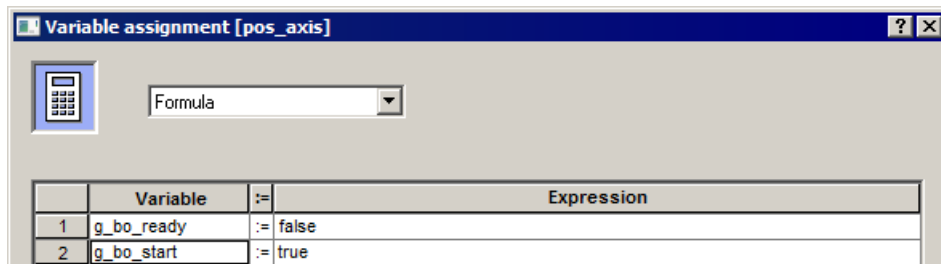 Variable assignment [pos_axis] ? X
Formula
Variable := Expression
1 g_bo_ready := false
2 g_bo_start := true